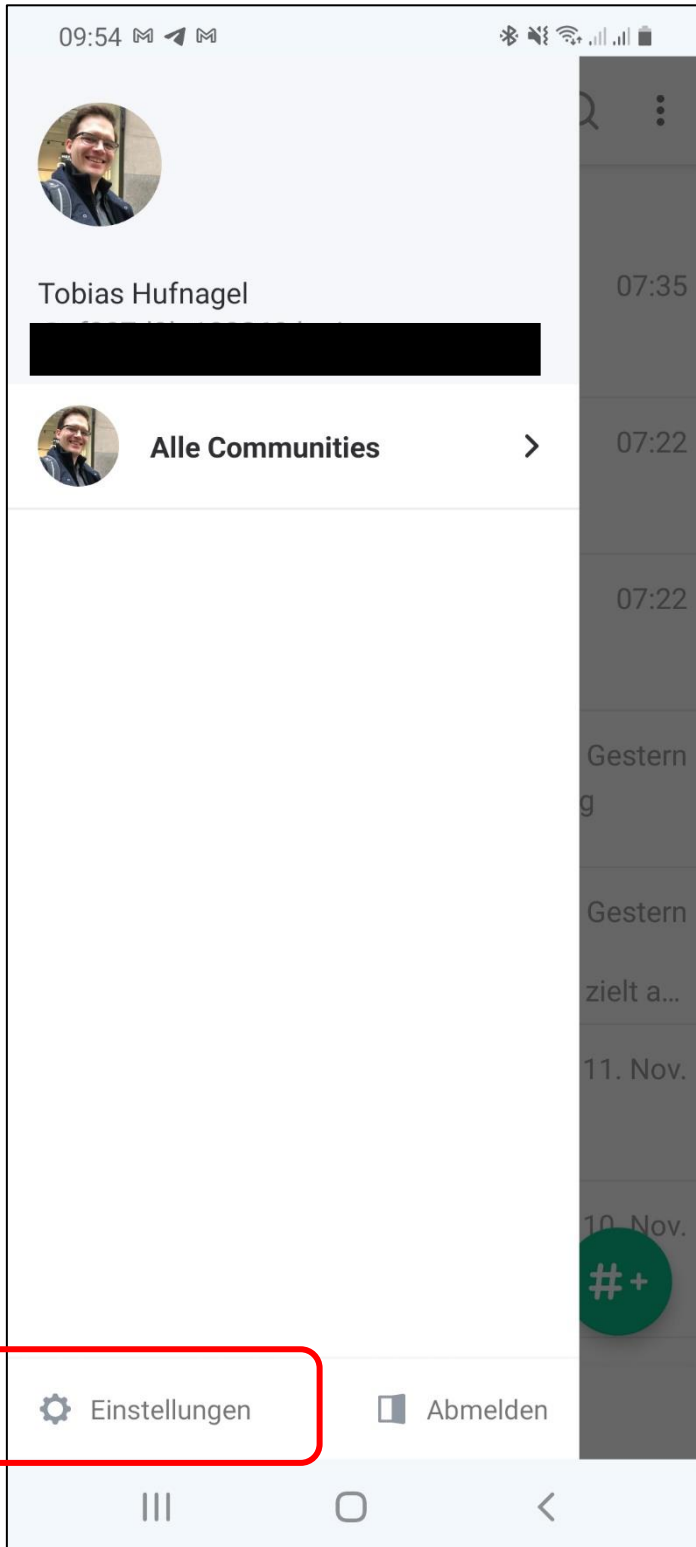 09:54
Tobias Hufnagel
07:35
Alle Communities
07:22
07:22
Gestern
g
Gestern
zielt a...
11. Nov.
10. Nov.
#+
Einstellungen
Abmelden